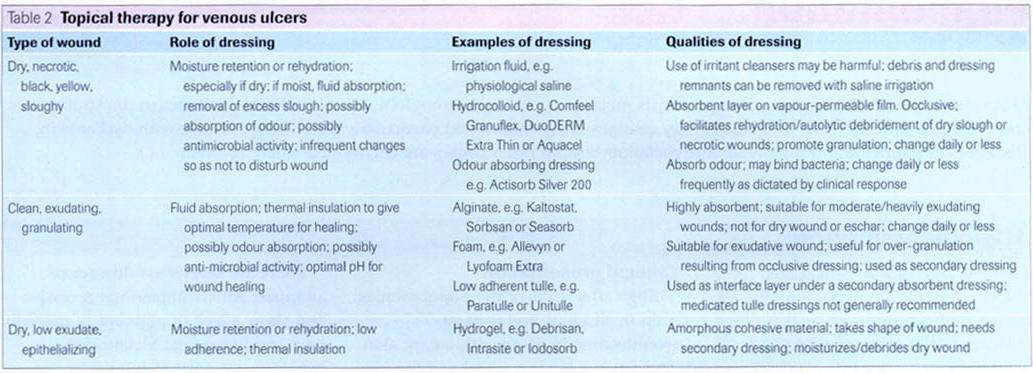 Table 2 Topical therapy for venous ulcers
Type of wound Role of dressing Examples of dressing Qualities of dressing
Dry, necrotic, Moisture retention or rehydration; Irrigation fluid, e.g. Use of irritant cleansers may be harmful; debris and dressing
black, yellow, especially if dry; if moist, fluid absorption; physiological saline remnants can be removed with saline irrigation
sloughy removal of excess slough; possibly Hydrocolloid, e.g. Comfeel Absorbent layer on vapour-permeable film. Occlusive;
absorption of odour; possibly Granuflex, DuoDERM facilitates rehydration/autolytic debridement of dry slough or
antimicrobial activity; infrequent changes Extra Thin or Aquacel necrotic wounds; promote granulation; change daily or less
so as not to disturb wound Odour absorbing dressing Absorb odour; may bind bacteria; change daily or less
e.g. Actisorb Silver 200 frequently as dictated by clinical response
Clean, exudating, Fluid absorption; thermal insulation to give Alginate, e.g. Kaltostat, Highly absorbent; suitable for moderate/heavily exudating
granulating optimal temperature for healing; Sorbsan or Seasorb wounds; not for dry wound or eschar; change daily or less
possibly odour absorption; possibly Foam, e.g. Allevyn or Suitable for exudative wound; useful for over-granulation
anti-microbial activity; optimal pH for Lyofoam Extra resulting from occlusive dressing; used as secondary dressing
wound healing Low adherent tulle, e.g. Used as interface layer under a secondary absorbent dressing;
Paratulle or Unitulle medicated tulle dressings not generally recommended
Dry, low exudate, Moisture retention or rehydration; low Hydrogel, e.g. Debrisan, Amorphous cohesive material; takes shape of wound; needs
epithelializing adherence; thermal insulation Intrasite or Iodosorb secondary dressing; moisturizes/debrides dry wound